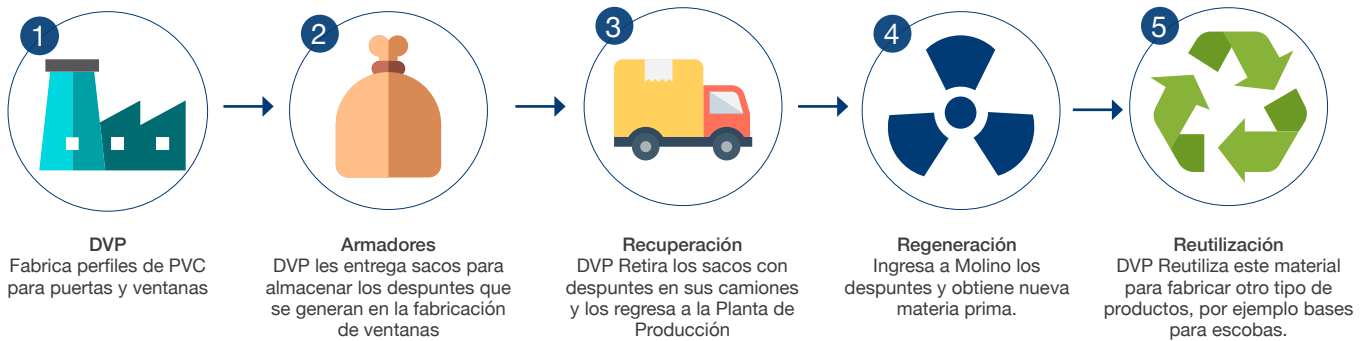 1
DVP
Fabrica perfiles de PVC
para puertas y ventanas
2
Armadores
DVP les entrega sacos para
almacenar los despuntes que
se generan en la fabricación
de ventanas
3
Recuperación
DVP Retira los sacos con
despuntes en sus camiones
y los regresa a la Planta de
Producción
4
Regeneración
Ingresa a Molino los
despuntes y obtiene nueva
materia prima.
5
Reutilización
DVP Reutiliza este material
para fabricar otro tipo de
productos, por ejemplo bases
para escobas.